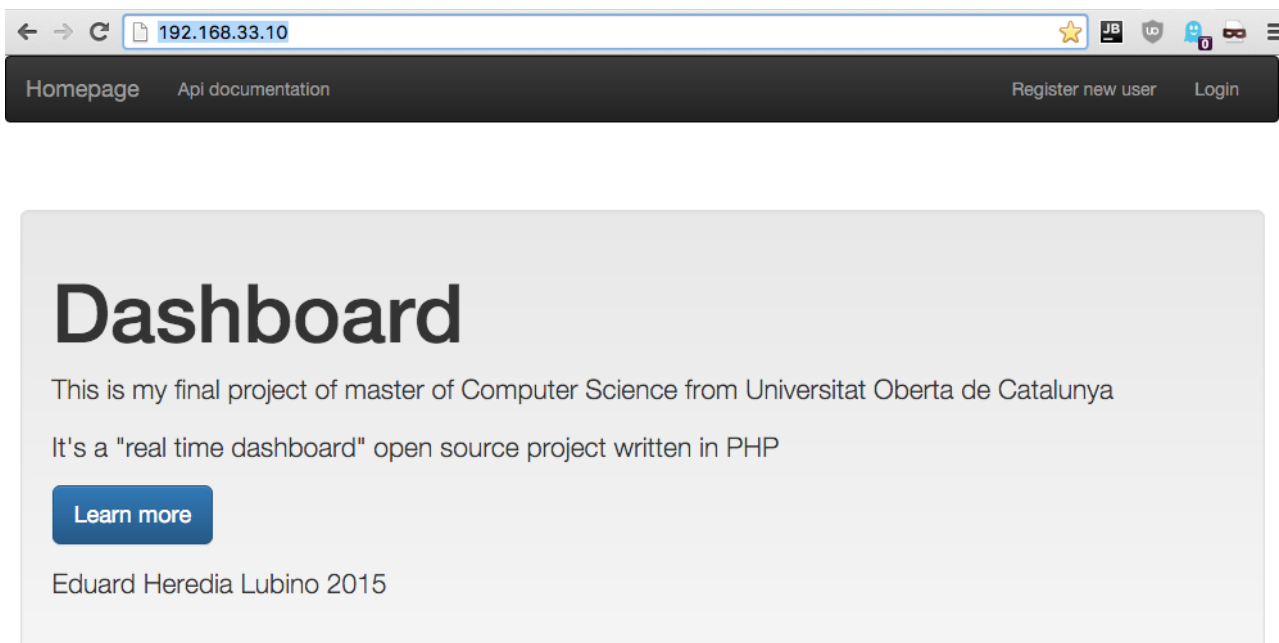 192.168.33.10
JB
0
Homepage Api documentation Register new user Login
Dashboard
This is my final project of master of Computer Science from Universitat Oberta de Catalunya
It's a "real time dashboard" open source project written in PHP
Learn more
Eduard Heredia Lubino 2015